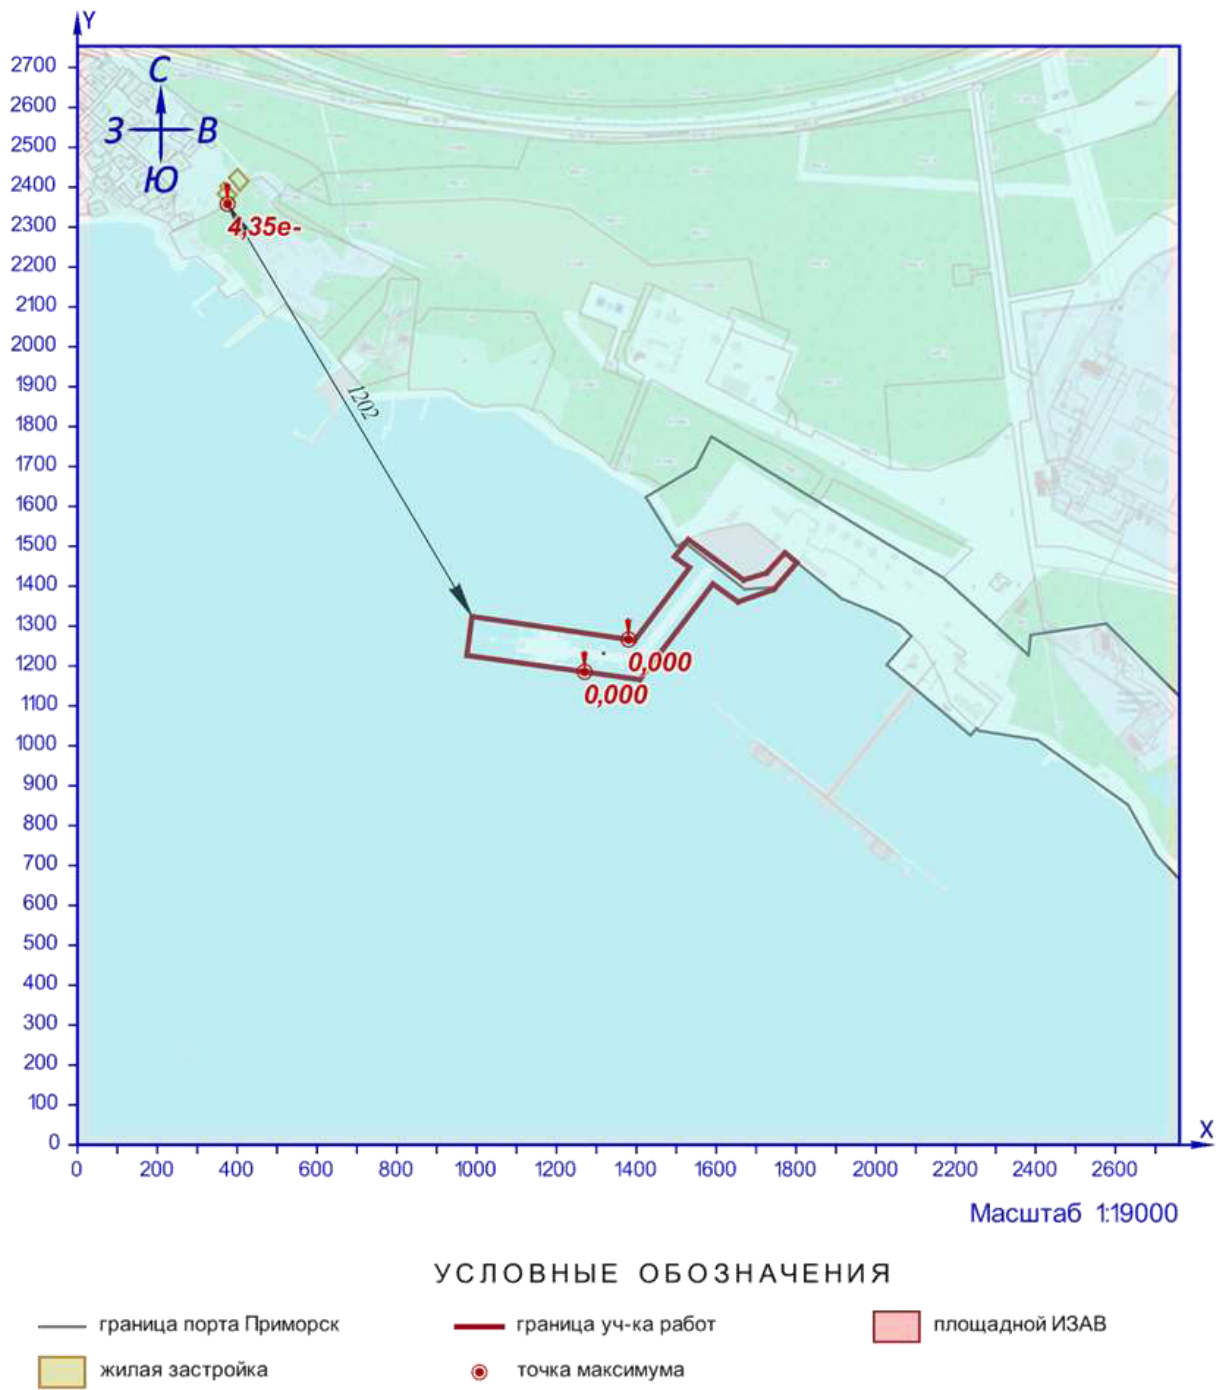 Y
2700
2600
2500
2400
2300
2200
2100
2000
1900
1800
1700
1600
1500
1400
1300
1200
1100
1000
900
800
700
600
500
400
300
200
100
0
С
З В
Ю
4,35e-
1202
0,000
0,000
X
0 200 400 600 800 1000 1200 1400 1600 1800 2000 2200 2400 2600
Масштаб 1:19000
УСЛОВНЫЕ ОБОЗНАЧЕНИЯ
граница порта Приморск
граница уч-ка работ
площадной ИЗАВ
жилая застройка
точка максимума